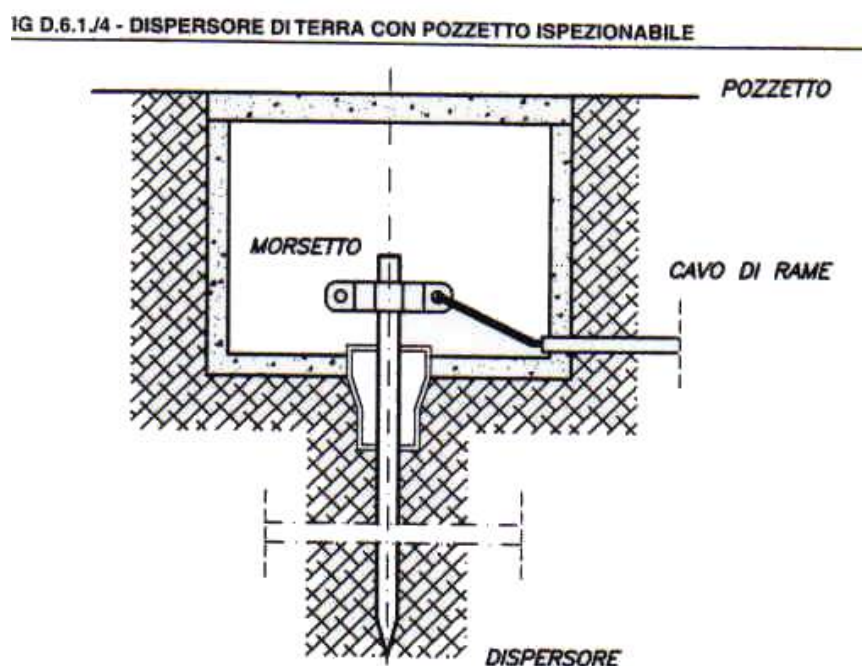 IG D.6.1./4 - DISPERSORE DI TERRA CON POZZETTO ISPEZIONABILE
POZZETTO
MORSETTO
CAVO DI RAME
DISPERSORE